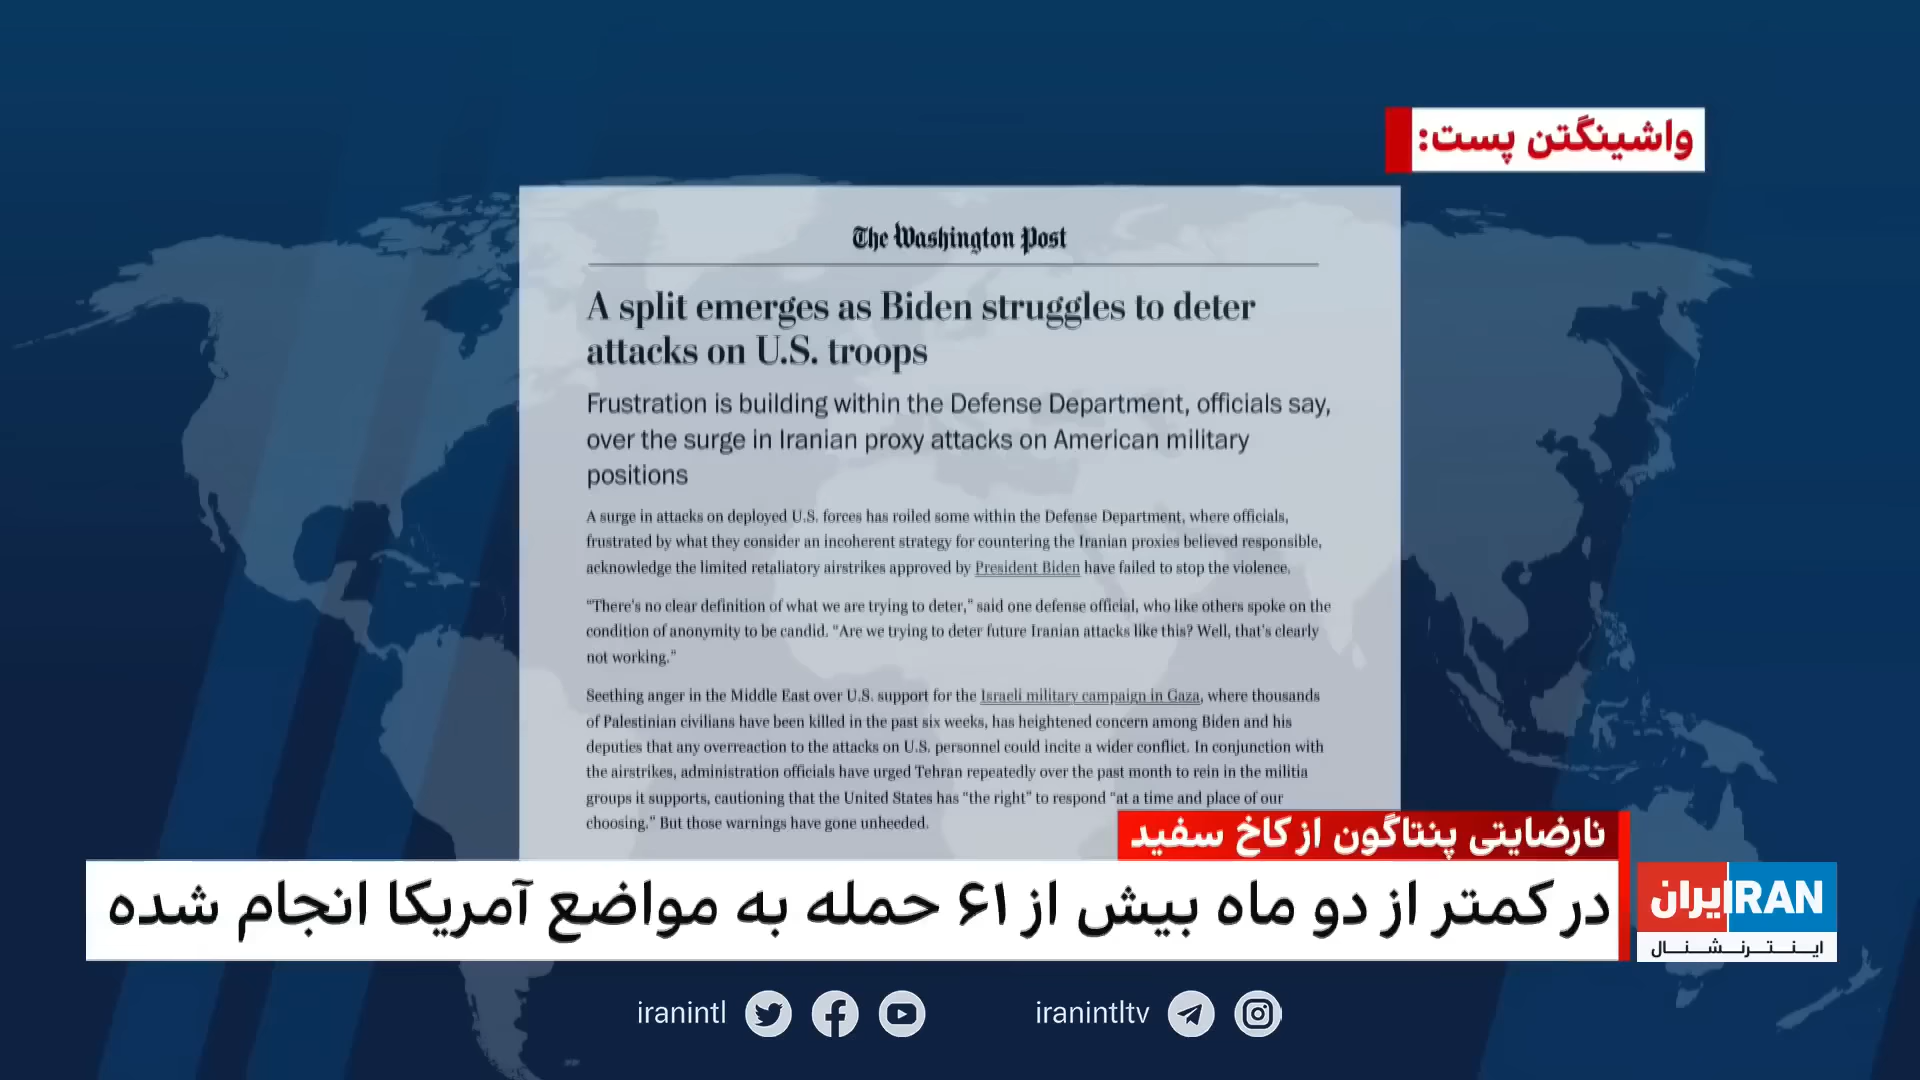 واشینگتن پست:
The Washington Post
A split emerges as Biden struggles to deter
attacks on U.S. troops
Frustration is building within the Defense Department, officials say,
over the surge in Iranian proxy attacks on American military
positions
A surge in attacks on deployed U.S. forces has roiled some within the Defense Department, where officials,
frustrated by what they consider an incoherent strategy for countering the Iranian proxies believed responsible,
acknowledge the limited retaliatory airstrikes approved by President Biden have failed to stop the violence.
“There's no clear definition of what we are trying to deter,” said one defense official, who like others spoke on the
condition of anonymity to be candid. “Are we trying to deter future Iranian attacks like this? Well, that's clearly
not working.”
Seething anger in the Middle East over U.S. support for the Israeli military campaign in Gaza, where thousands
of Palestinian civilians have been killed in the past six weeks, has heightened concern among Biden and his
deputies that any overreaction to the attacks on U.S. personnel could incite a wider conflict. In conjunction with
the airstrikes, administration officials have urged Tehran repeatedly over the past month to rein in the militia
groups it supports, cautioning that the United States has “the right” to respond “at a time and place of our
choosing.” But those warnings have gone unheeded.
نارضایتی پنتاگون از کاخ سفید
در کمتر از دو ماه بیش از ۶۱ حمله به مواضع آمریکا انجام شده
ایران IRAN
اینترنشنال
iranintl
iranintltv